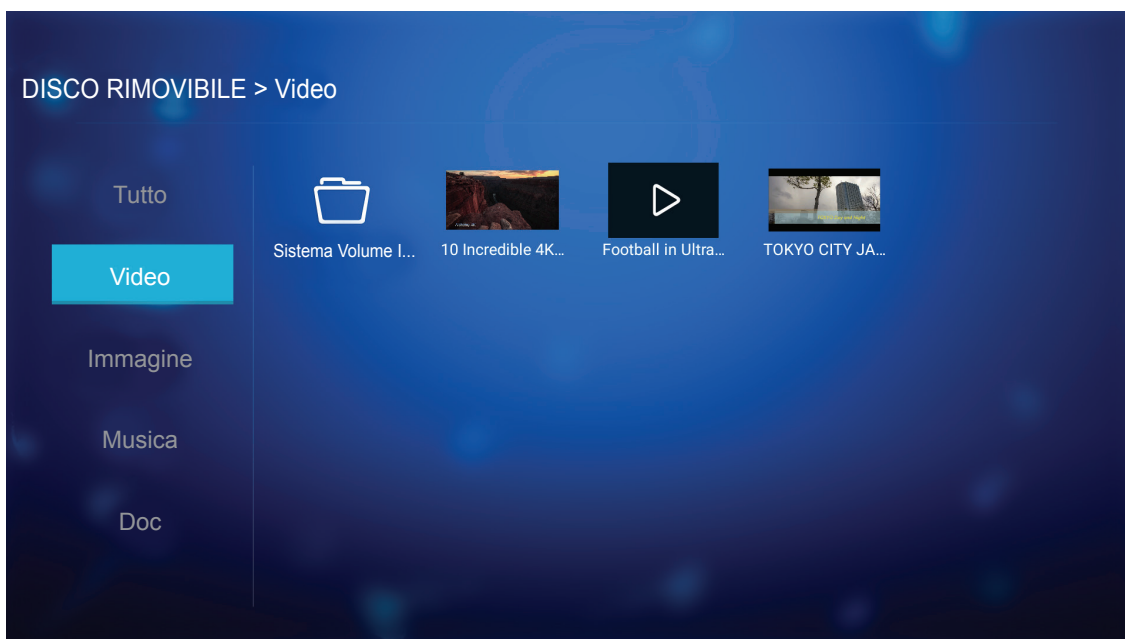 DISCO RIMOVIBILE > Video
Tutto
Video
Immagine
Musica
Doc
Sistema Volume I...
10 Incredible 4K...
Football in Ultra...
TOKYO CITY JA...